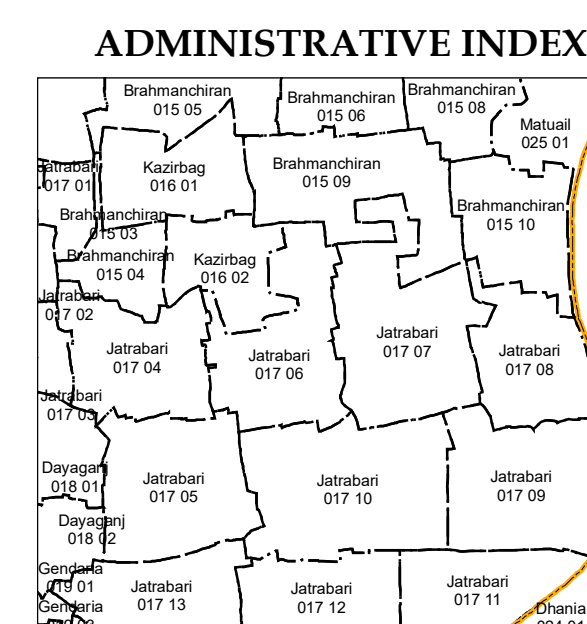 ADMINISTRATIVE INDEX
Brahmanchiran
015 05
Brahmanchiran
015 06
Brahmanchiran
015 08
Matuail
025 01
Jatrabari
017 01
Kazirbag
016 01
Brahmanchiran
015 09
Brahmanchiran
015 10
Brahmanchiran
015 03
Brahmanchiran
015 04
Kazirbag
016 02
Jatrabari
017 02
Jatrabari
017 04
Jatrabari
017 06
Jatrabari
017 07
Jatrabari
017 08
Jatrabari
017 03
Dayaganj
018 01
Jatrabari
017 05
Jatrabari
017 10
Jatrabari
017 09
Dayaganj
018 02
Gendaria
019 01
Jatrabari
017 13
Jatrabari
017 12
Jatrabari
017 11
Gendaria
Dhania